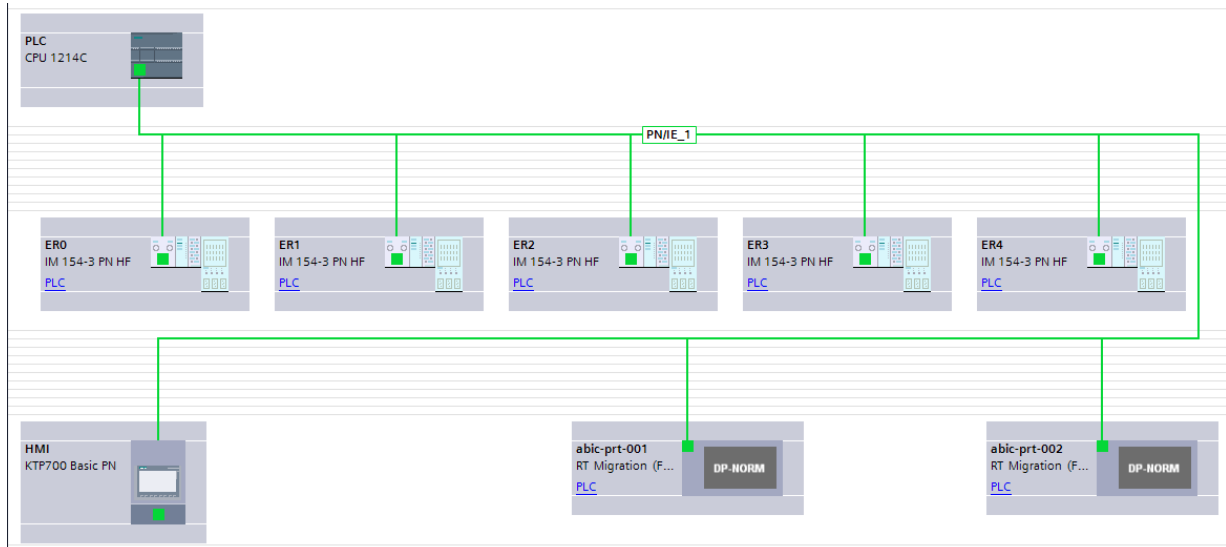 PLC
CPU 1214C
PN/IE_1
ER0
IM 154-3 PN HF
PLC
ER1
IM 154-3 PN HF
PLC
ER2
IM 154-3 PN HF
PLC
ER3
IM 154-3 PN HF
PLC
ER4
IM 154-3 PN HF
PLC
HMI
KTP700 Basic PN
abic-prt-001
RT Migration (F...
PLC
DP-NORM
abic-prt-002
RT Migration (F...
PLC
DP-NORM